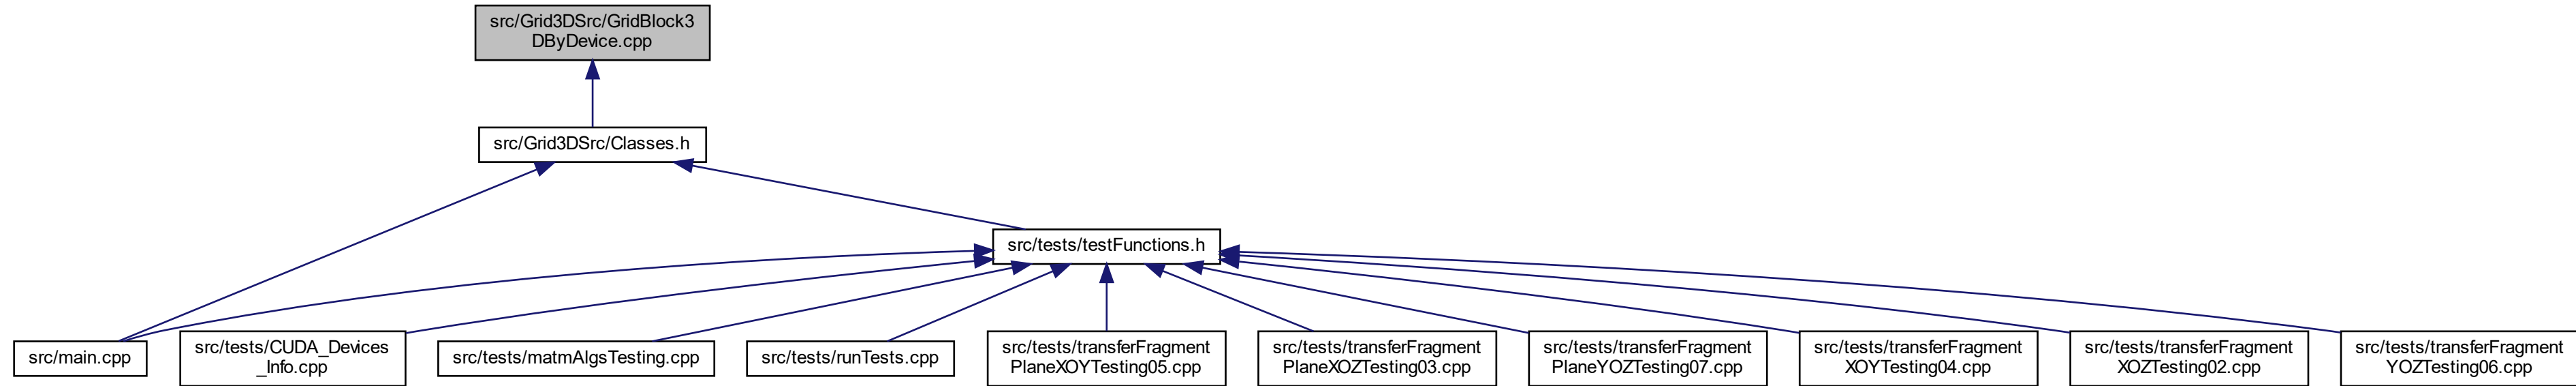 src/Grid3DSrc/GridBlock3
DByDevice.cpp
src/Grid3DSrc/Classes.h
src/tests/testFunctions.h
src/main.cpp
src/tests/CUDA_Devices
_Info.cpp
src/tests/matmAlgsTesting.cpp
src/tests/runTests.cpp
src/tests/transferFragment
PlaneXOYTesting05.cpp
src/tests/transferFragment
PlaneXOZTesting03.cpp
src/tests/transferFragment
PlaneYOZTesting07.cpp
src/tests/transferFragment
XOYTesting04.cpp
src/tests/transferFragment
XOZTesting02.cpp
src/tests/transferFragment
YOZTesting06.cpp